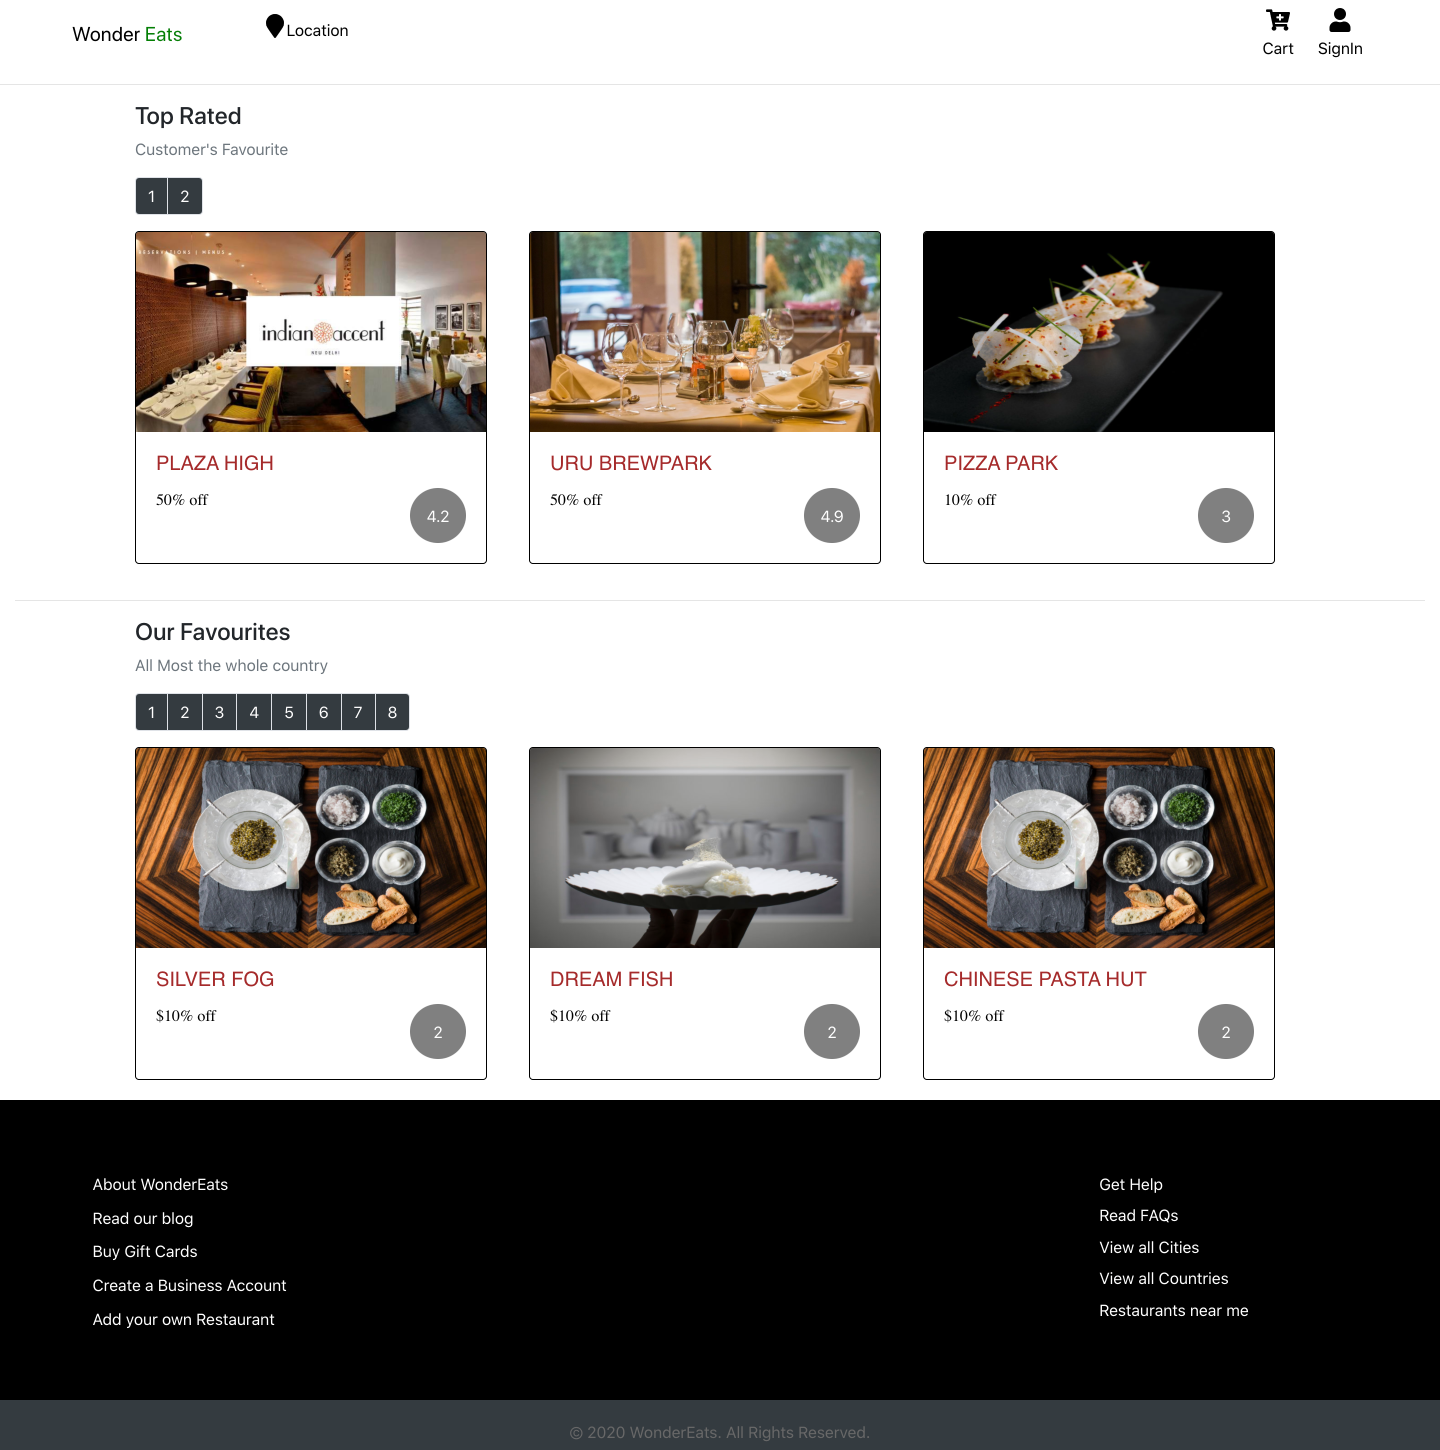 Wonder Eats
Location
Cart
SignIn
Top Rated
Customer's Favourite
1 2
RESERVATIONS | MENUS
indian accent
NEW DELHI
PLAZA HIGH
50% off
4.2
URU BREWPARK
50% off
4.9
PIZZA PARK
10% off
3
Our Favourites
All Most the whole country
1 2 3 4 5 6 7 8
SILVER FOG
$10% off
2
DREAM FISH
$10% off
2
CHINESE PASTA HUT
$10% off
2
About WonderEats
Read our blog
Buy Gift Cards
Create a Business Account
Add your own Restaurant
Get Help
Read FAQs
View all Cities
View all Countries
Restaurants near me
© 2020 WonderEats. All Rights Reserved.